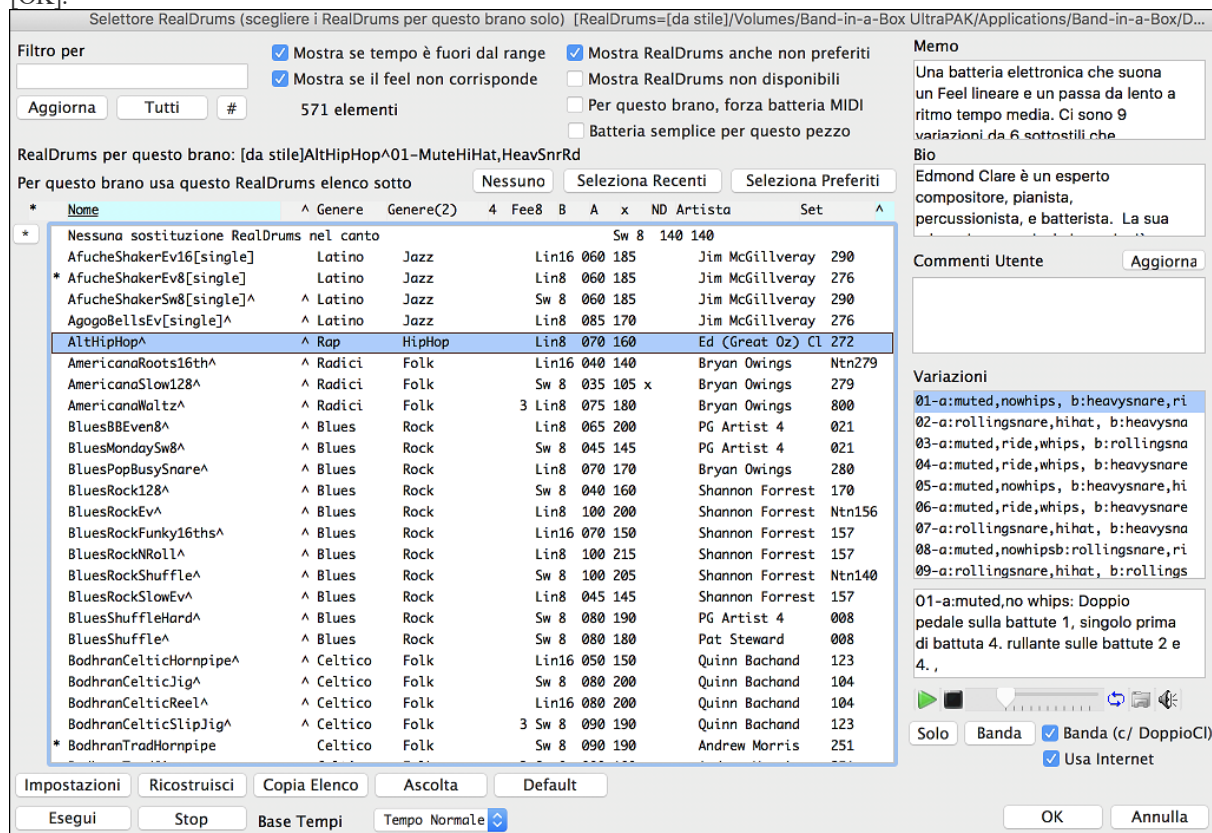 [OK].
Selettore RealDrums (scegliere i RealDrums per questo brano solo) [RealDrums=[da stile]/Volumes/Band-in-a-Box UltraPAK/Applications/Band-in-a-Box/D...
Filtro per
Mostra se tempo è fuori dal range
Mostra RealDrums anche non preferiti
Mostra se il feel non corrisponde
Mostra RealDrums non disponibili
Aggiorna Tutti # 571 elementi
Per questo brano, forza batteria MIDI
Batteria semplice per questo pezzo
RealDrums per questo brano: [da stile]AltHipHop^01-MuteHiHat,HeavSnrRd
Per questo brano usa questo RealDrums elenco sotto Nessuno Seleziona Recenti Seleziona Preferiti
* Nome ^ Genere Genere(2) 4 Fee8 B A x ND Artista Set ^
* Nessuna sostituzione RealDrums nel canto Sw 8 140 140
AfucheShakerEv16[single] Latino Jazz Lin16 060 185 Jim McGillveray 290
* AfucheShakerEv8[single] Latino Jazz Lin8 060 185 Jim McGillveray 276
AfucheShakerSw8[single]^ ^ Latino Jazz Sw 8 060 185 Jim McGillveray 290
AgogoBellsEv[single]^ ^ Latino Jazz Lin8 085 170 Jim McGillveray 276
AltHipHop^ ^ Rap HipHop Lin8 070 160 Ed (Great Oz) Cl 272
AmericanaRoots16th^ ^ Radici Folk Lin16 040 140 Bryan Owings Ntn279
AmericanaSlow128^ ^ Radici Folk Sw 8 035 105 x Bryan Owings 279
AmericanaWaltz^ ^ Radici Folk 3 Lin8 075 180 Bryan Owings 800
BluesBBEven8^ ^ Blues Rock Lin8 065 200 PG Artist 4 021
BluesMondaySw8^ ^ Blues Rock Sw 8 045 145 PG Artist 4 021
BluesPopBusySnare^ ^ Blues Rock Lin8 070 170 Bryan Owings 280
BluesRock128^ ^ Blues Rock Sw 8 040 160 Shannon Forrest 170
BluesRockEv^ ^ Blues Rock Lin8 100 200 Shannon Forrest Ntn156
BluesRockFunky16ths^ ^ Blues Rock Lin16 070 150 Shannon Forrest 157
BluesRockNRoll^ ^ Blues Rock Lin8 100 215 Shannon Forrest 157
BluesRockShuffle^ ^ Blues Rock Sw 8 100 205 Shannon Forrest Ntn140
BluesRockSlowEv^ ^ Blues Rock Lin8 045 145 Shannon Forrest 157
BluesShuffleHard^ ^ Blues Rock Sw 8 080 190 PG Artist 4 008
BluesShuffle^ ^ Blues Rock Sw 8 080 180 Pat Steward 008
BodhranCelticHornpipe^ ^ Celtico Folk Lin16 050 150 Quinn Bachand 123
BodhranCelticJig^ ^ Celtico Folk Sw 8 080 200 Quinn Bachand 104
BodhranCelticReel^ ^ Celtico Folk Lin16 080 200 Quinn Bachand 104
BodhranCelticSlipJig^ ^ Celtico Folk 3 Sw 8 090 190 Quinn Bachand 123
* BodhranTradHornpipe Celtico Folk Sw 8 090 190 Andrew Morris 251
Impostazioni Ricostruisci Copia Elenco Ascolta Default
Esegui Stop Base Tempi Tempo Normale
Memo
Una batteria elettronica che suona
un Feel lineare e un passa da lento a
ritmo tempo media. Ci sono 9
variazioni da 6 sottostili che
Bio
Edmond Clare è un esperto
compositore, pianista,
percussionista, e batterista. La sua
Commenti Utente Aggiorna
Variazioni
01-a:muted,nowhips, b:heavysnare,ri
02-a:rollingsnare,hihat, b:heavysna
03-a:muted,ride,whips, b:rollingsna
04-a:muted,ride,whips, b:heavysnare
05-a:muted,nowhips, b:heavysnare,hi
06-a:muted,ride,whips, b:heavysnare
07-a:rollingsnare,hihat, b:heavysna
08-a:muted,nowhipsb:rollingsnare,ri
09-a:rollingsnare,hihat, b:rollings
01-a:muted,no whips: Doppio
pedale sulla battute 1, singolo prima
di battuta 4. rullante sulle battute 2 e
4. ,
Solo Banda Banda (c/ DoppioCl)
Usa Internet
OK Annulla